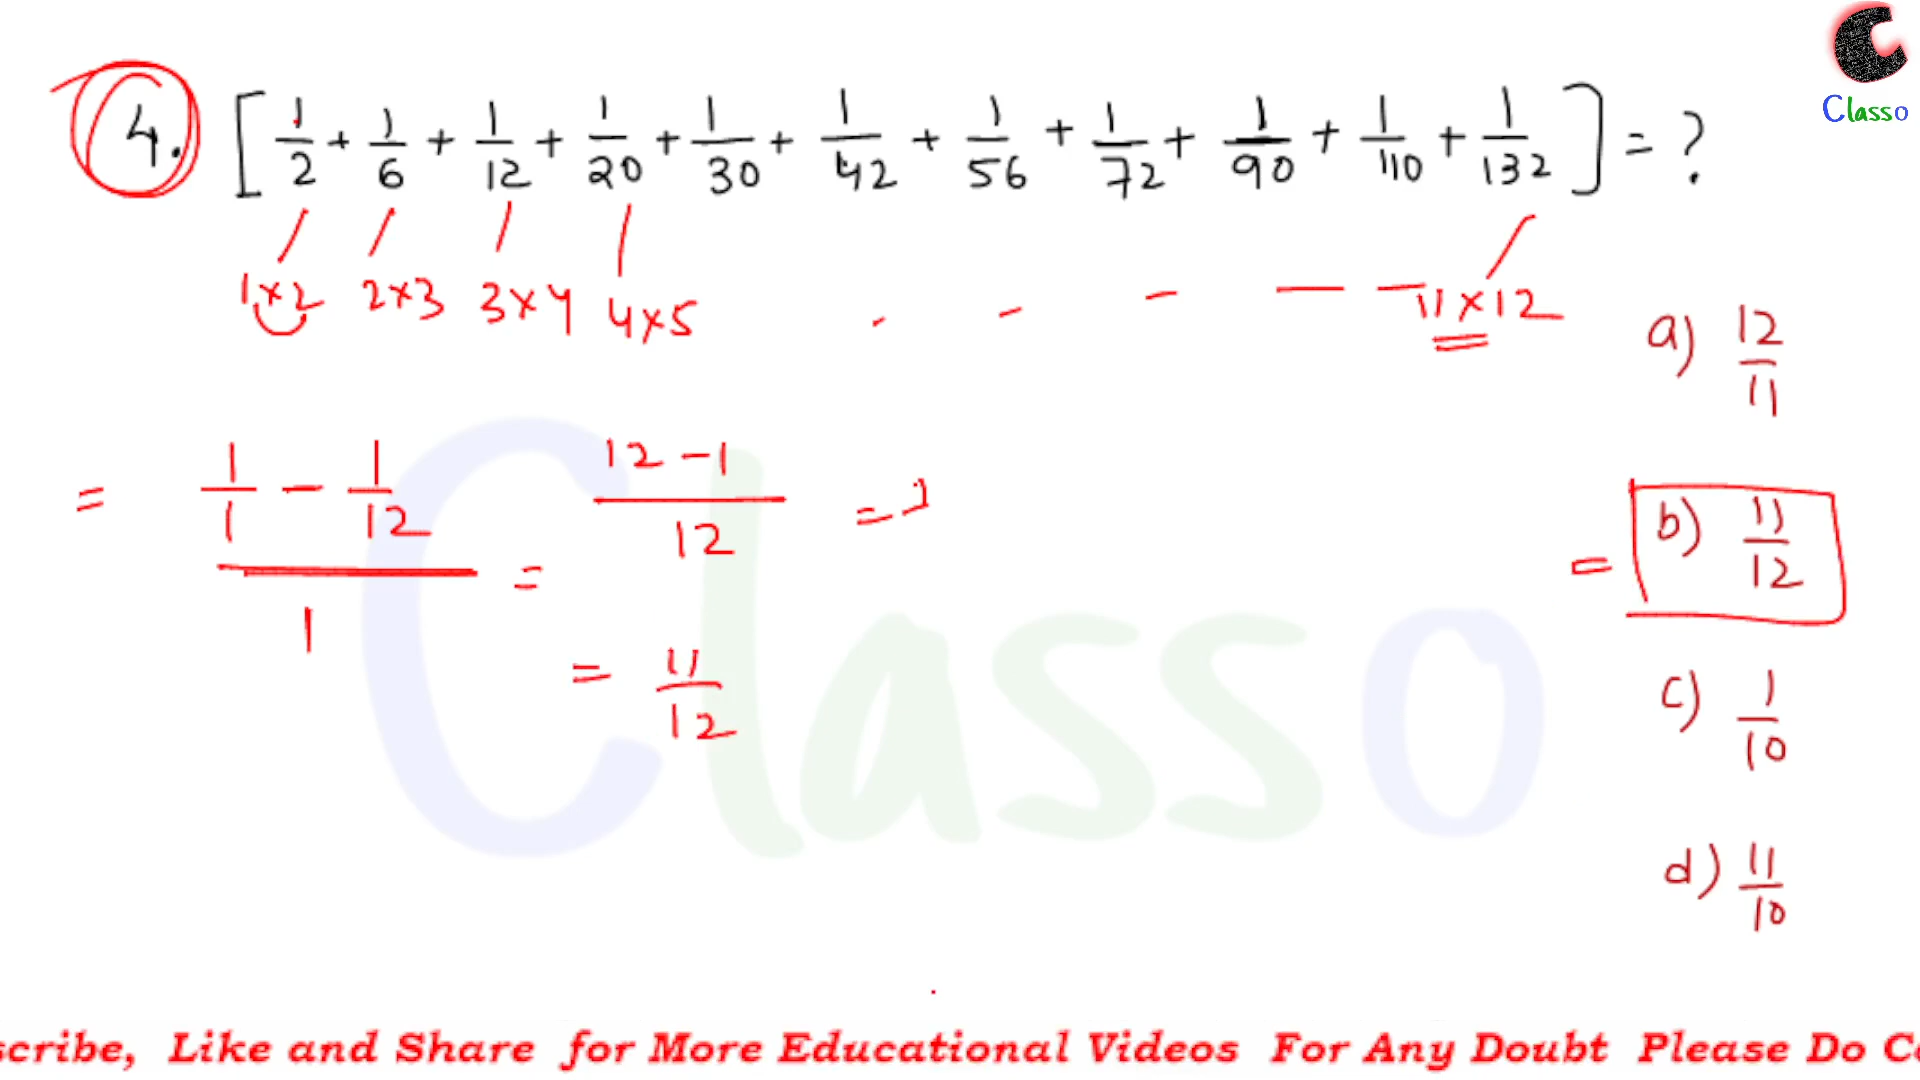 Classo
4. [1/2 + 1/6 + 1/12 + 1/20 + 1/30 + 1/42 + 1/56 + 1/72 + 1/90 + 1/110 + 1/132] = ?
1×2 2×3 3×4 4×5 . - - — — 11×12
a) 12/11
= (1/1 - 1/12)/1 = (12-1)/12 =
= 11/12
= b) 11/12
c) 1/10
d) 11/10
Classo
scribe, Like and Share for More Educational Videos For Any Doubt Please Do Co